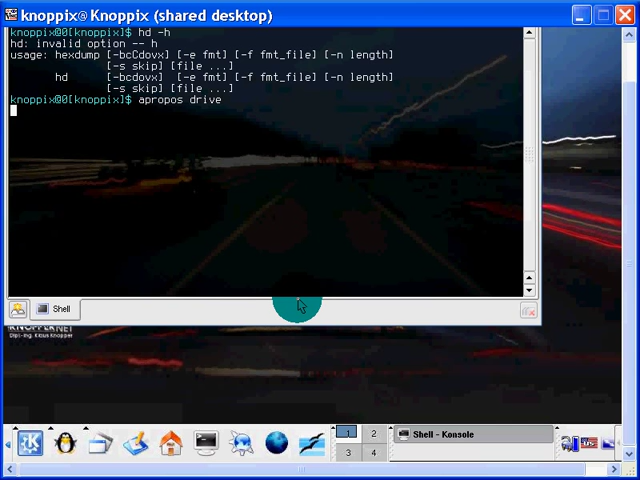 knoppix@ Knoppix (shared desktop)
knoppix@0[knoppix]$ hd -h
hd: invalid option -- h
usage: hexdump [-bcCdovx] [-e fmt] [-f fmt_file] [-n length]
[-s skip] [file ...]
hd [-bcdovx] [-e fmt] [-f fmt_file] [-n length]
[-s skip] [file ...]
knoppix@0[knoppix]$ apropos drive
Shell
KNOPPER.NET
Dipl.-Ing. Klaus Knopper
1 2
3 4
Shell - Konsole
us